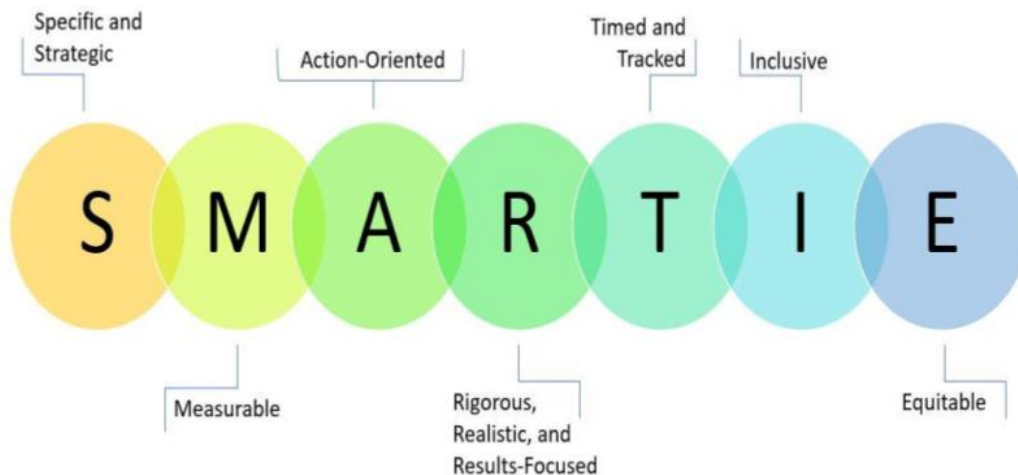 Specific and
Strategic
Action-Oriented
Timed and
Tracked
Inclusive
S M A R T I E
Measurable
Rigorous,
Realistic, and
Results-Focused
Equitable